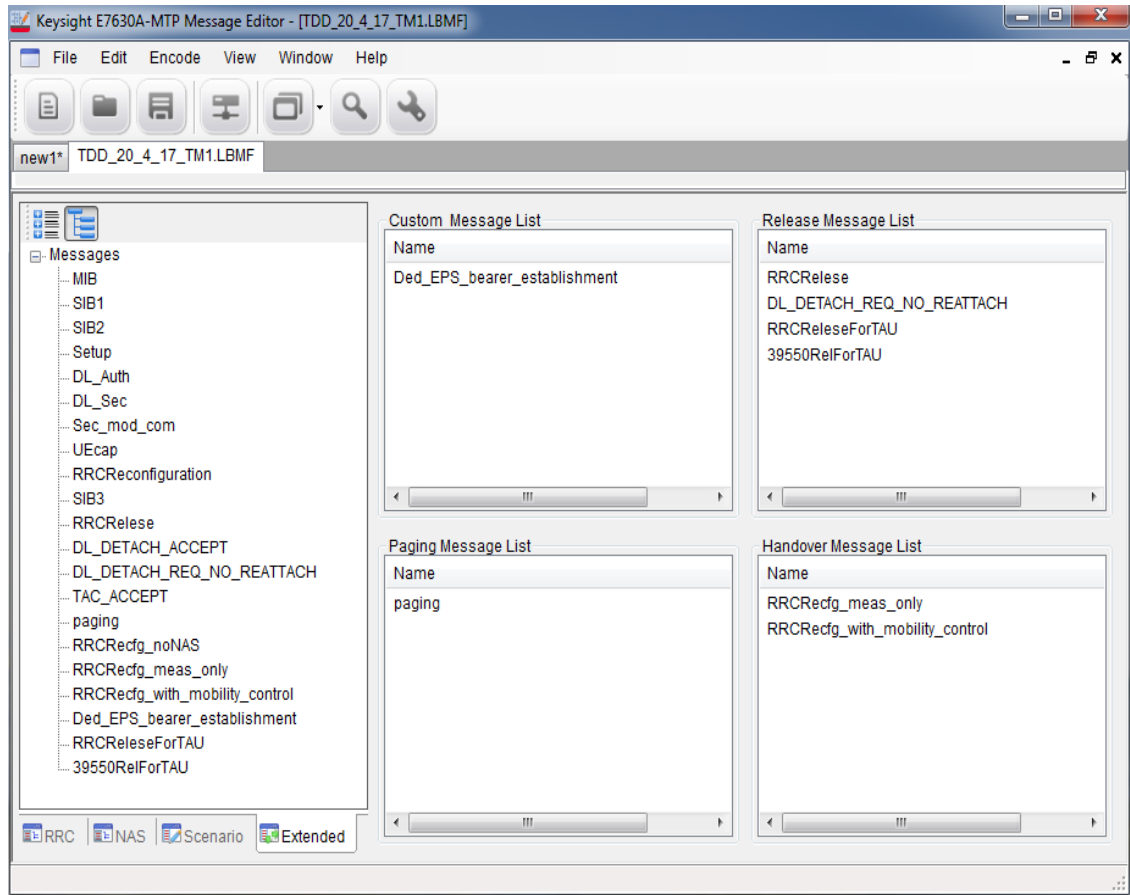 Keysight E7630A-MTP Message Editor - [TDD_20_4_17_TM1.LBMF]
File Edit Encode View Window Help
new1* TDD_20_4_17_TM1.LBMF
Messages
MIB
SIB1
SIB2
Setup
DL_Auth
DL_Sec
Sec_mod_com
UEcap
RRCReconfiguration
SIB3
RRCRelese
DL_DETACH_ACCEPT
DL_DETACH_REQ_NO_REATTACH
TAC_ACCEPT
paging
RRCRecfg_noNAS
RRCRecfg_meas_only
RRCRecfg_with_mobility_control
Ded_EPS_bearer_establishment
RRCReleseForTAU
39550RelForTAU
RRC NAS Scenario Extended
Custom Message List
Name
Ded_EPS_bearer_establishment
Release Message List
Name
RRCRelese
DL_DETACH_REQ_NO_REATTACH
RRCReleseForTAU
39550RelForTAU
Paging Message List
Name
paging
Handover Message List
Name
RRCRecfg_meas_only
RRCRecfg_with_mobility_control